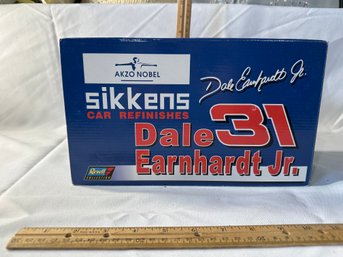 AKZO NOBEL
Dale Earnhardt Jr.
sikkens
CAR REFINISHES
31
Dale
Earnhardt Jr.
Revell